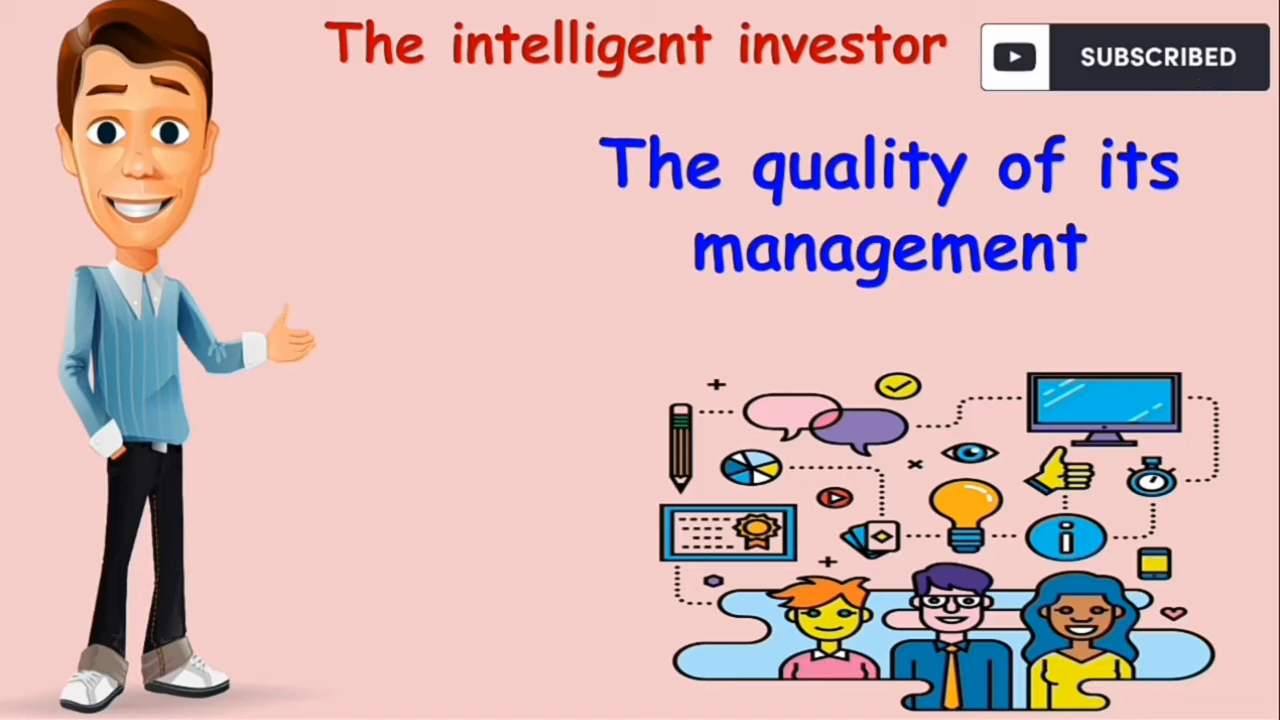 The intelligent investor
SUBSCRIBED
The quality of its
management
i